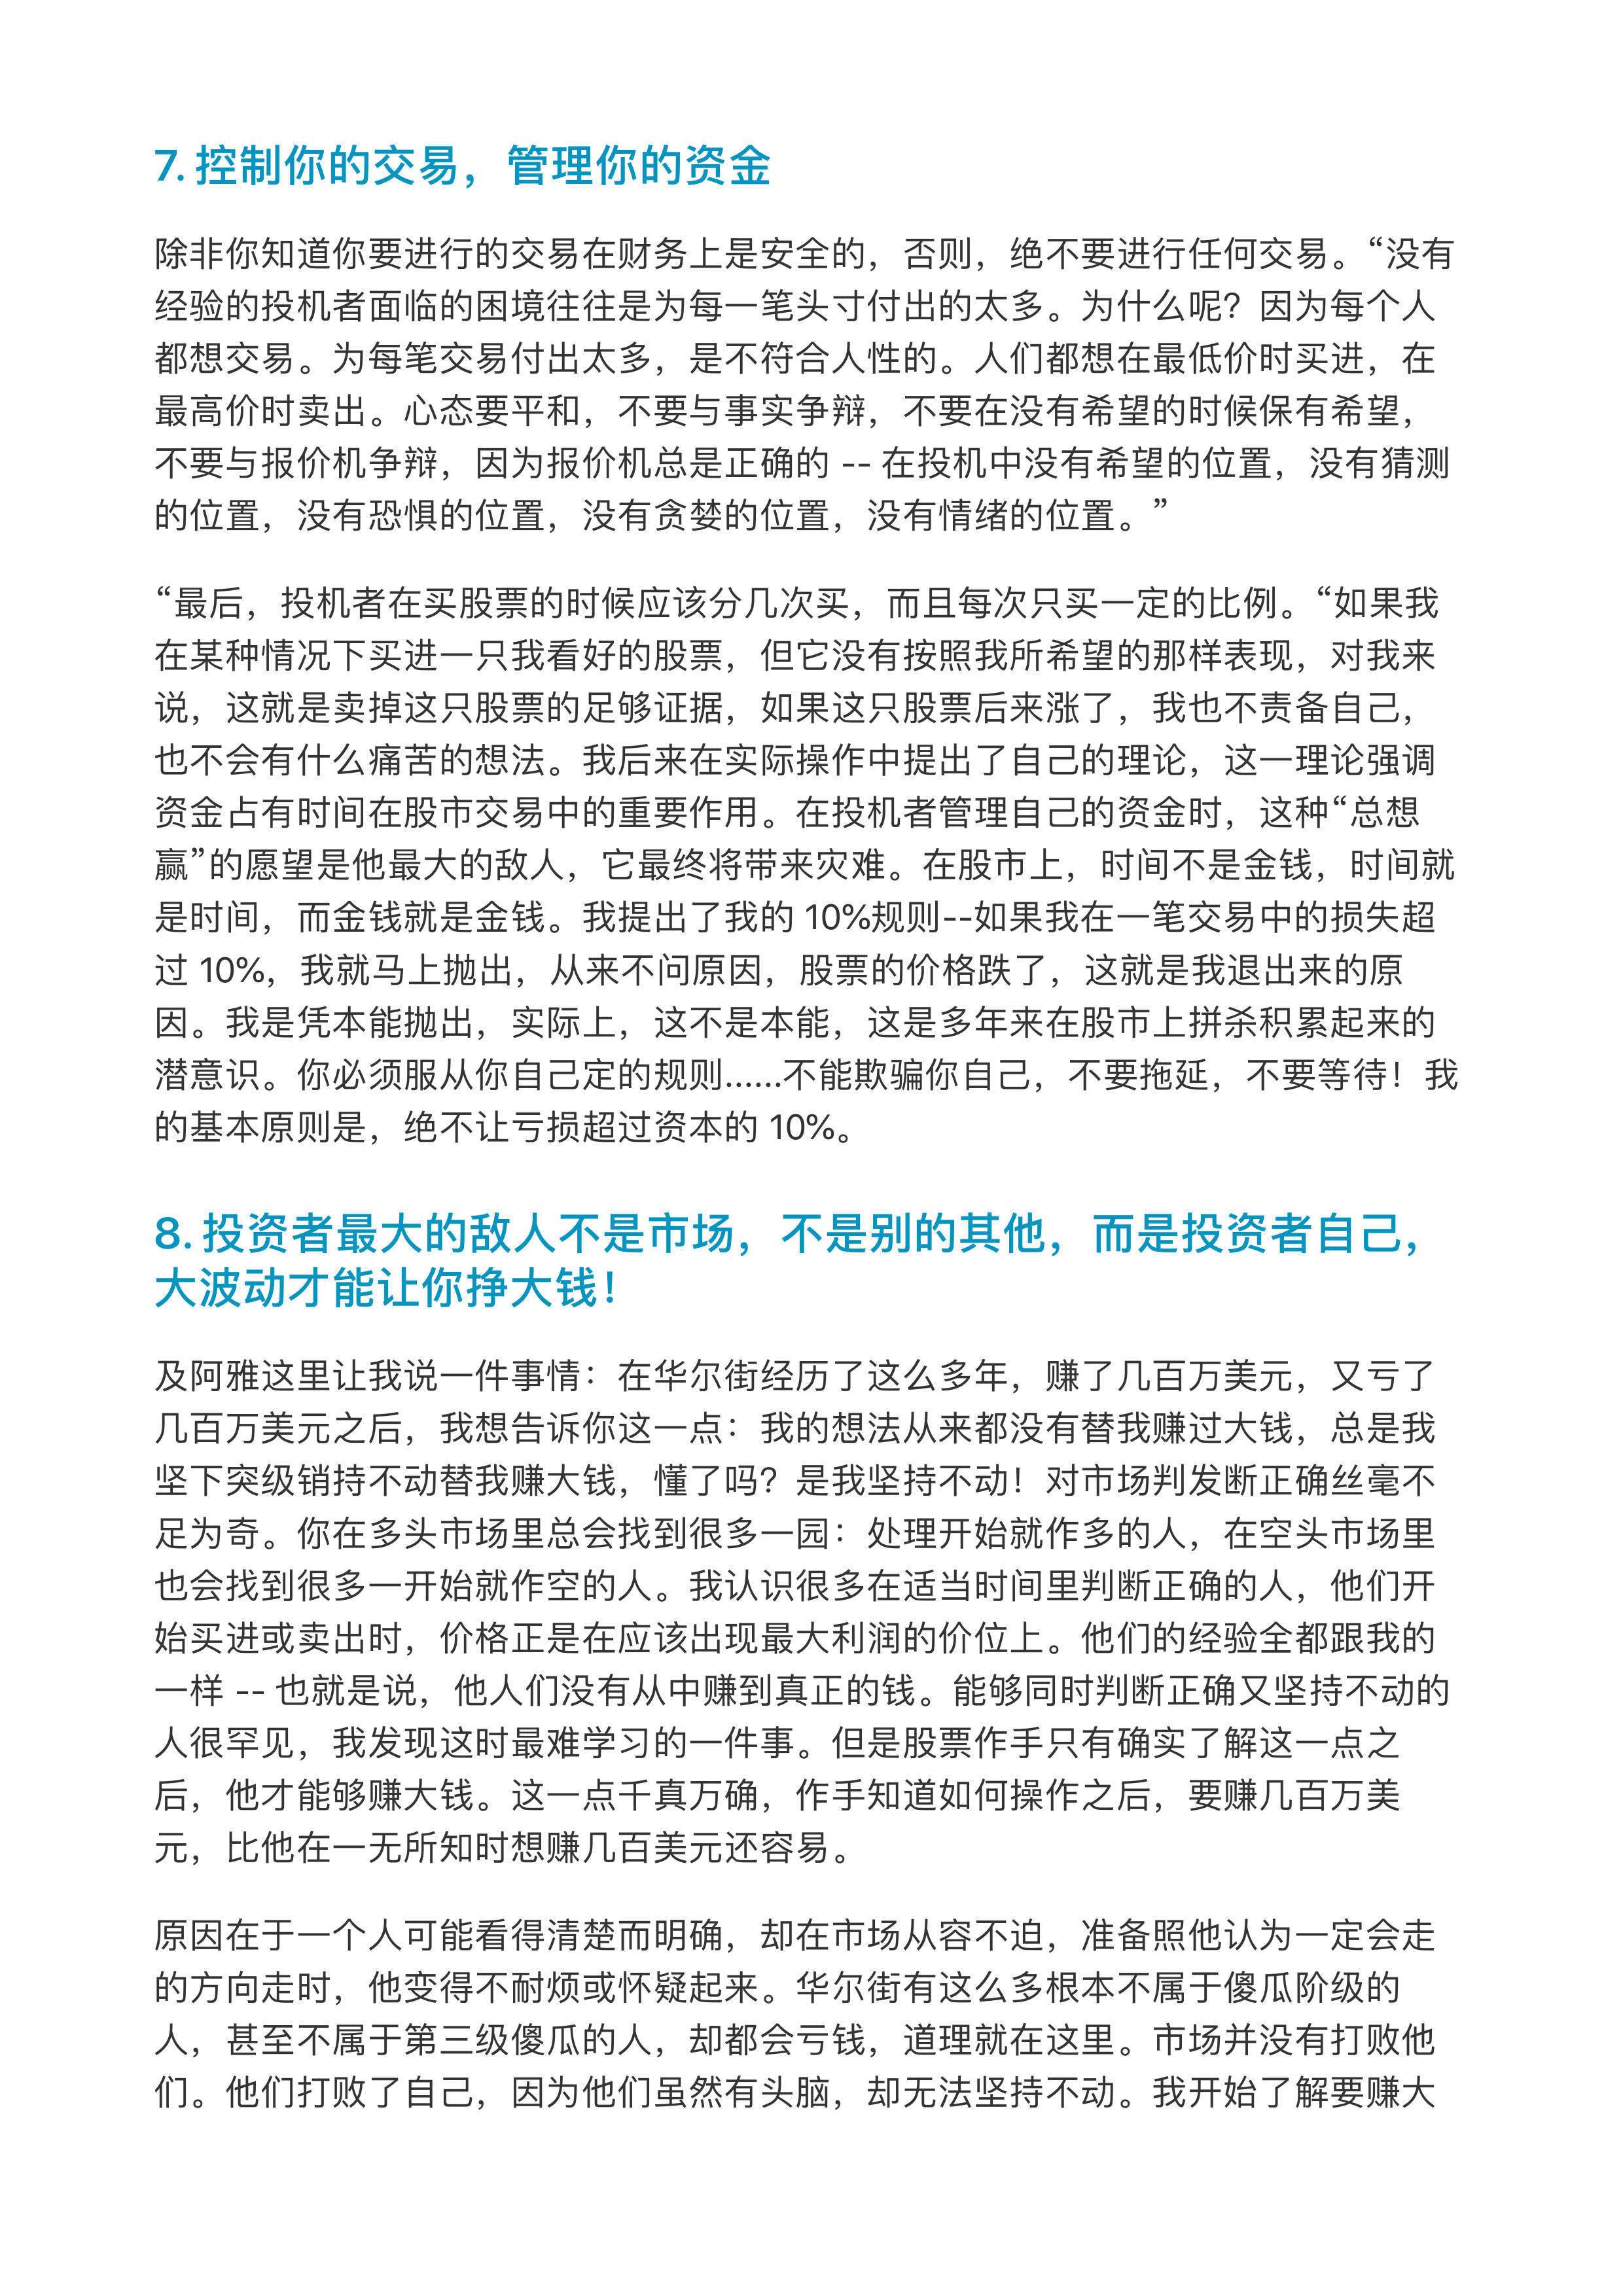 7. 控制你的交易，管理你的资金
除非你知道你要进行的交易在财务上是安全的，否则，绝不要进行任何交易。“没有
经验的投机者面临的困境往往是为每一笔头寸付出的太多。为什么呢？因为每个人
都想交易。为每笔交易付出太多，是不符合人性的。人们都想在最低价时买进，在
最高价时卖出。心态要平和，不要与事实争辩，不要在没有希望的时候保有希望，
不要与报价机争辩，因为报价机总是正确的 -- 在投机中没有希望的位置，没有猜测
的位置，没有恐惧的位置，没有贪婪的位置，没有情绪的位置。”
“最后，投机者在买股票的时候应该分几次买，而且每次只买一定的比例。“如果我
在某种情况下买进一只我看好的股票，但它没有按照我所希望的那样表现，对我来
说，这就是卖掉这只股票的足够证据，如果这只股票后来涨了，我也不责备自己，
也不会有什么痛苦的想法。我后来在实际操作中提出了自己的理论，这一理论强调
资金占有时间在股市交易中的重要作用。在投机者管理自己的资金时，这种“总想
赢”的愿望是他最大的敌人，它最终将带来灾难。在股市上，时间不是金钱，时间就
是时间，而金钱就是金钱。我提出了我的 10%规则--如果我在一笔交易中的损失超
过 10%，我就马上抛出，从来不问原因，股票的价格跌了，这就是我退出来的原
因。我是凭本能抛出，实际上，这不是本能，这是多年来在股市上拼杀积累起来的
潜意识。你必须服从你自己定的规则……不能欺骗你自己，不要拖延，不要等待！我
的基本原则是，绝不让亏损超过资本的 10%。
8. 投资者最大的敌人不是市场，不是别的其他，而是投资者自己，
大波动才能让你挣大钱！
及阿雅这里让我说一件事情：在华尔街经历了这么多年，赚了几百万美元，又亏了
几百万美元之后，我想告诉你这一点：我的想法从来都没有替我赚过大钱，总是我
坚下突级销持不动替我赚大钱，懂了吗？是我坚持不动！对市场判发断正确丝毫不
足为奇。你在多头市场里总会找到很多一园：处理开始就作多的人，在空头市场里
也会找到很多一开始就作空的人。我认识很多在适当时间里判断正确的人，他们开
始买进或卖出时，价格正是在应该出现最大利润的价位上。他们的经验全都跟我的
一样 -- 也就是说，他人们没有从中赚到真正的钱。能够同时判断正确又坚持不动的
人很罕见，我发现这时最难学习的一件事。但是股票作手只有确实了解这一点之
后，他才能够赚大钱。这一点千真万确，作手知道如何操作之后，要赚几百万美
元，比他在一无所知时想赚几百美元还容易。
原因在于一个人可能看得清楚而明确，却在市场从容不迫，准备照他认为一定会走
的方向走时，他变得不耐烦或怀疑起来。华尔街有这么多根本不属于傻瓜阶级的
人，甚至不属于第三级傻瓜的人，却都会亏钱，道理就在这里。市场并没有打败他
们。他们打败了自己，因为他们虽然有头脑，却无法坚持不动。我开始了解要赚大